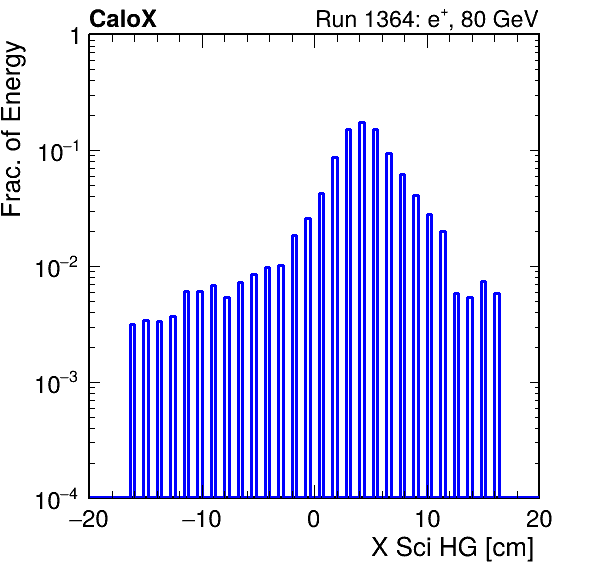 CaloX Run 1364: e⁺, 80 GeV
Frac. of Energy
1
10⁻¹
10⁻²
10⁻³
10⁻⁴
−20 −10 0 10 20
X Sci HG [cm]